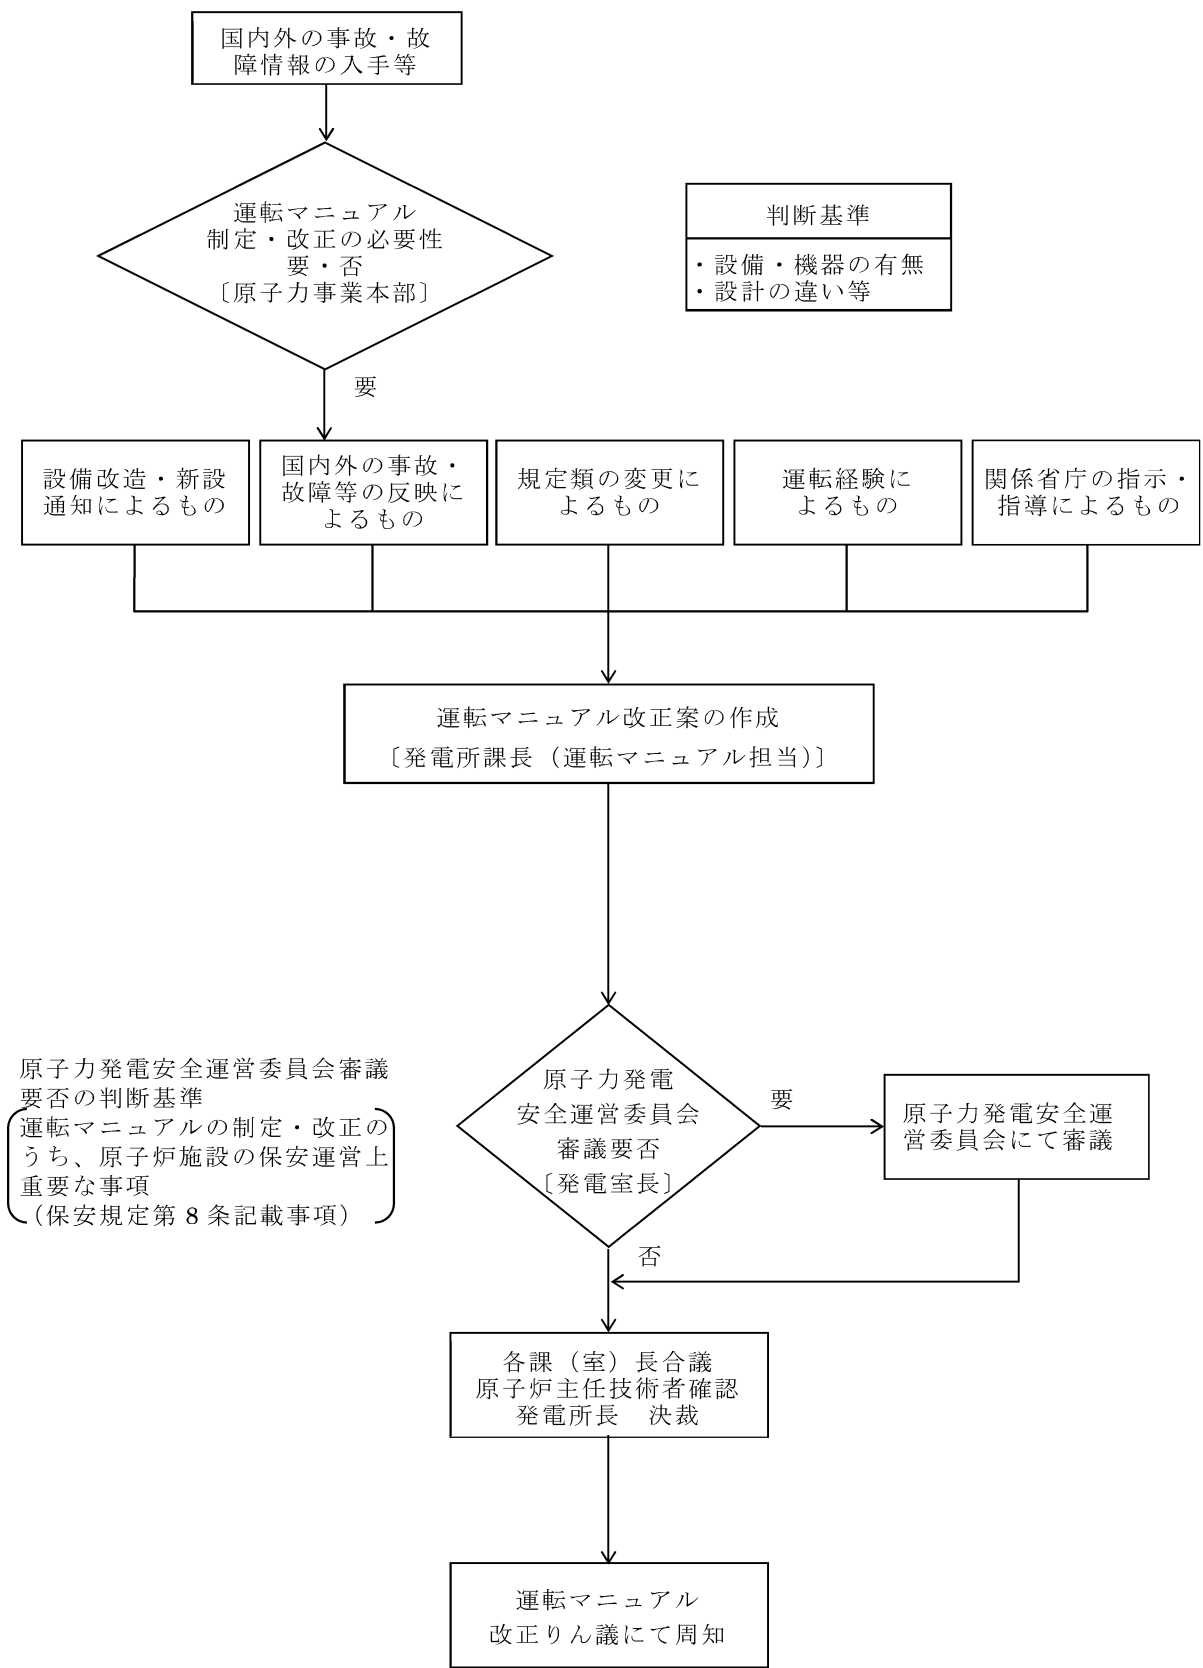 国内外の事故・故
障情報の入手等
運転マニュアル
制定・改正の必要性
要・否
〔原子力事業本部〕
判断基準
・設備・機器の有無
・設計の違い等
要
設備改造・新設
通知によるもの
国内外の事故・
故障等の反映に
よるもの
規定類の変更に
よるもの
運転経験に
よるもの
関係省庁の指示・
指導によるもの
運転マニュアル改正案の作成
〔発電所課長（運転マニュアル担当）〕
原子力発電安全運営委員会審議
要否の判断基準
運転マニュアルの制定・改正の
うち、原子炉施設の保安運営上
重要な事項
（保安規定第８条記載事項）
原子力発電
安全運営委員会
審議要否
〔発電室長〕
要
原子力発電安全運
営委員会にて審議
否
各課（室）長合議
原子炉主任技術者確認
発電所長　決裁
運転マニュアル
改正りん議にて周知